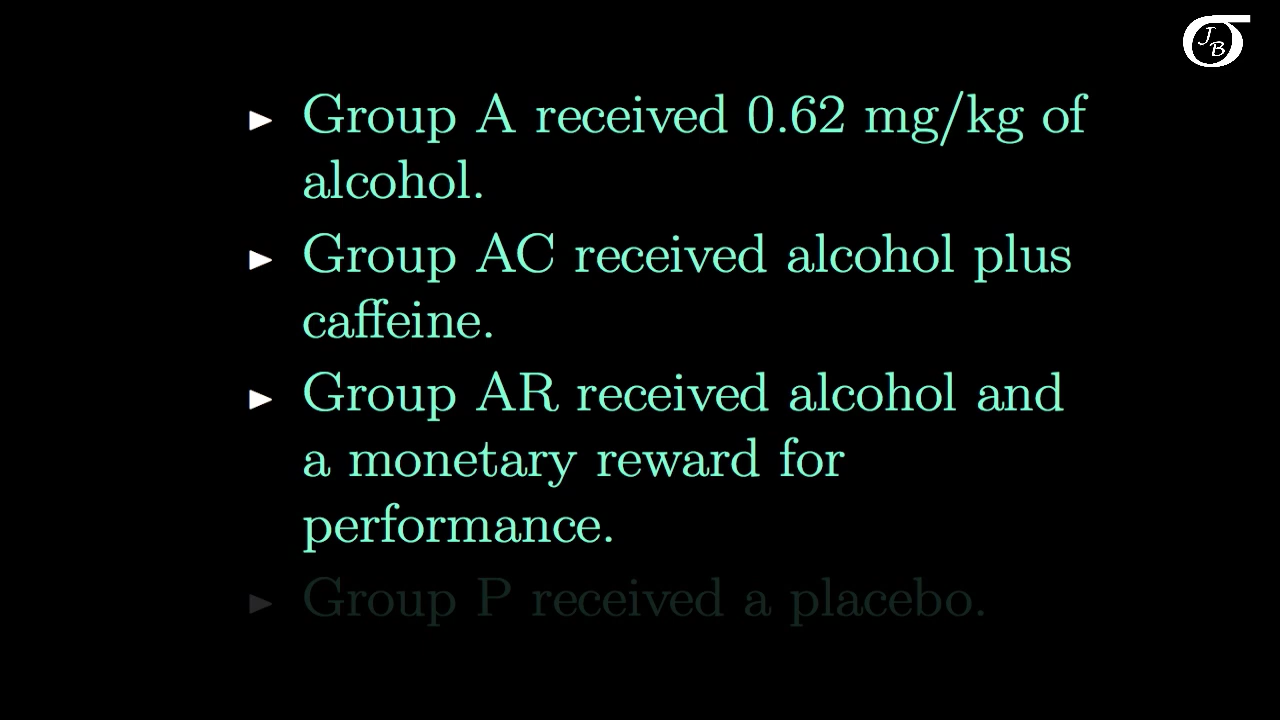 JB
Group A received 0.62 mg/kg of
alcohol.
Group AC received alcohol plus
caffeine.
Group AR received alcohol and
a monetary reward for
performance.
Group P received a placebo.